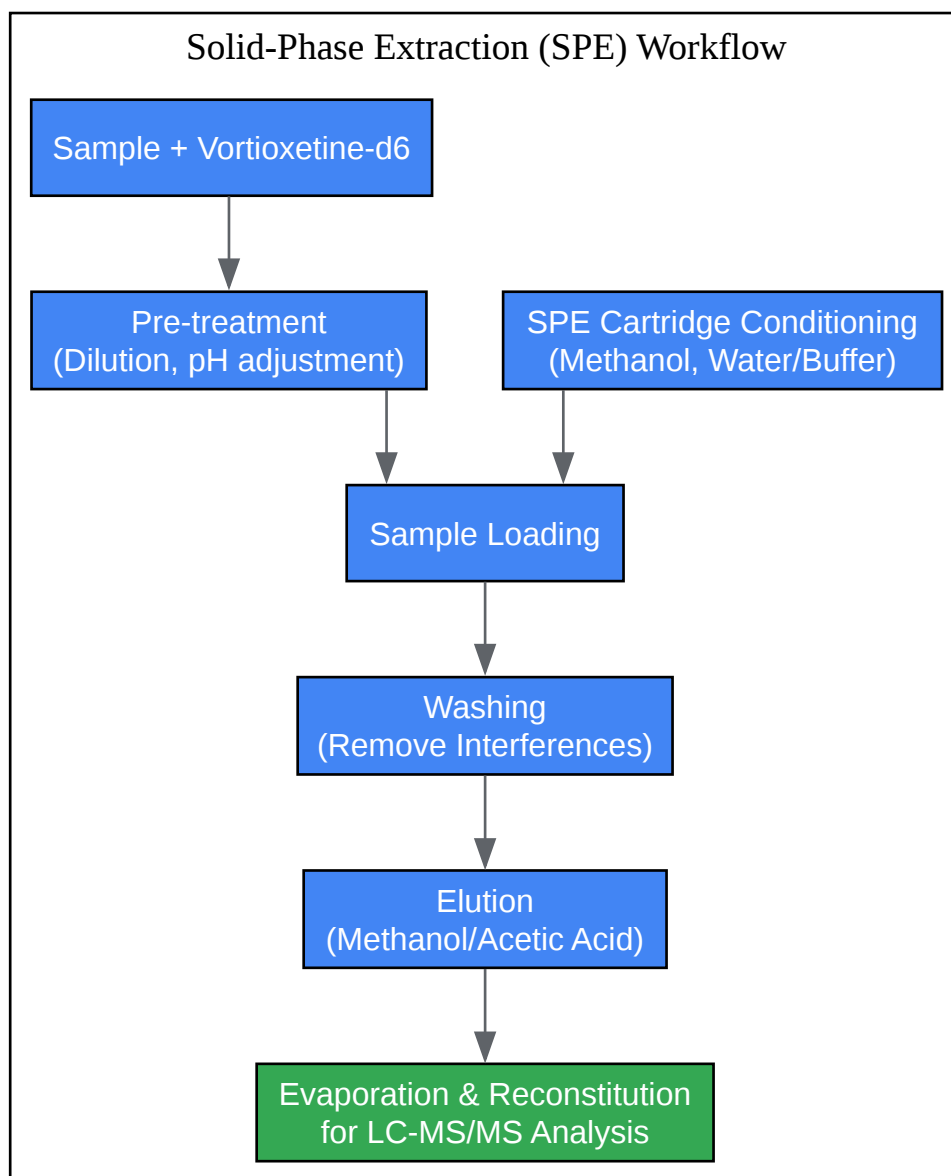 Solid-Phase Extraction (SPE) Workflow
Sample + Vortioxetine-d6
Pre-treatment
(Dilution, pH adjustment)
SPE Cartridge Conditioning
(Methanol, Water/Buffer)
Sample Loading
Washing
(Remove Interferences)
Elution
(Methanol/Acetic Acid)
Evaporation & Reconstitution
for LC-MS/MS Analysis